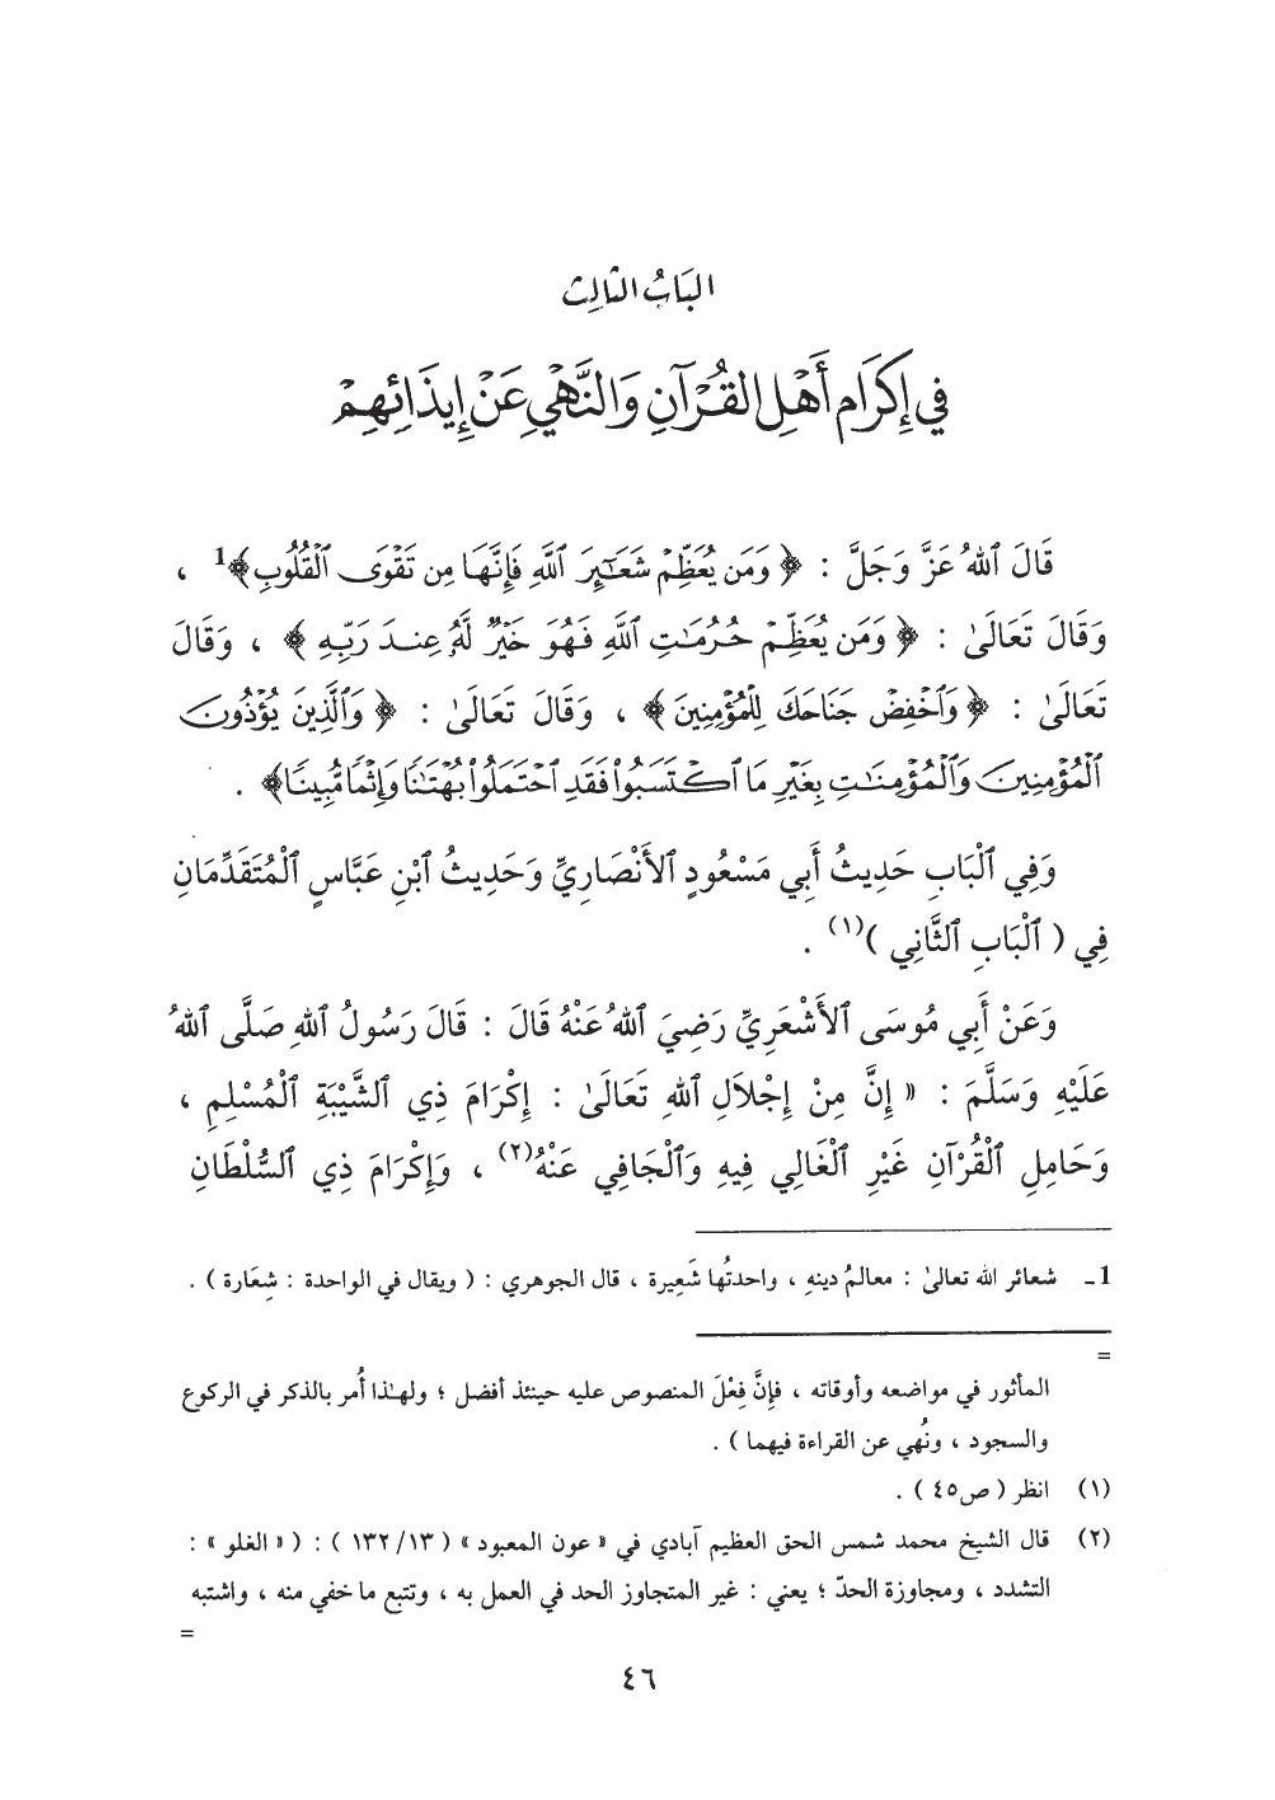 البَابُ الثَّالِث
فِي إِكْرَامِ أَهْلِ القُرْآنِ وَالنَّهْيِ عَنْ إِيذَائِهِمْ
قَالَ ٱللهُ عَزَّ وَجَلَّ : ﴿ وَمَن يُعَظِّمْ شَعَٰٓئِرَ ٱللَّهِ فَإِنَّهَا مِن تَقْوَى ٱلْقُلُوبِ﴾1 ،
وَقَالَ تَعَالَىٰ : ﴿ وَمَن يُعَظِّمْ حُرُمَٰتِ ٱللَّهِ فَهُوَ خَيْرٌ لَّهُۥ عِندَ رَبِّهِۦ ﴾ ، وَقَالَ
تَعَالَىٰ : ﴿ وَٱخْفِضْ جَنَاحَكَ لِلْمُؤْمِنِينَ ﴾ ، وَقَالَ تَعَالَىٰ : ﴿ وَٱلَّذِينَ يُؤْذُونَ
ٱلْمُؤْمِنِينَ وَٱلْمُؤْمِنَٰتِ بِغَيْرِ مَا ٱكْتَسَبُوا۟ فَقَدِ ٱحْتَمَلُوا۟ بُهْتَٰنًا وَإِثْمًا مُّبِينًا﴾ .
وَفِي ٱلْبَابِ حَدِيثُ أَبِي مَسْعُودٍ ٱلأَنْصَارِيِّ وَحَدِيثُ ٱبْنِ عَبَّاسٍ ٱلْمُتَقَدِّمَانِ
فِي ( ٱلْبَابِ ٱلثَّانِي )(١) .
وَعَنْ أَبِي مُوسَى ٱلأَشْعَرِيِّ رَضِيَ ٱللهُ عَنْهُ قَالَ : قَالَ رَسُولُ ٱللهِ صَلَّى ٱللهُ
عَلَيْهِ وَسَلَّمَ : « إِنَّ مِنْ إِجْلَالِ ٱللهِ تَعَالَىٰ : إِكْرَامَ ذِي ٱلشَّيْبَةِ ٱلْمُسْلِمِ ،
وَحَامِلِ ٱلْقُرْآنِ غَيْرِ ٱلْغَالِي فِيهِ وَٱلْجَافِي عَنْهُ(٢) ، وَإِكْرَامَ ذِي ٱلسُّلْطَانِ
1ـ شعائر الله تعالىٰ : معالمُ دينهِ ، واحدتُها شَعِيرة ، قال الجوهري : ( ويقال في الواحدة : شِعَارة ) .
=
المأثور في مواضعه وأوقاته ، فإنَّ فِعْلَ المنصوص عليه حينئذ أفضل ؛ ولهٰذا أُمر بالذكر في الركوع
والسجود ، ونُهي عن القراءة فيهما ) .
(١) انظر ( ص٤٥ ) .
(٢) قال الشيخ محمد شمس الحق العظيم آبادي في « عون المعبود » ( ١٣/ ١٣٢ ) : ( « الغلو » :
التشدد ، ومجاوزة الحدّ ؛ يعني : غير المتجاوز الحد في العمل به ، وتتبع ما خفي منه ، واشتبه
=
٤٦